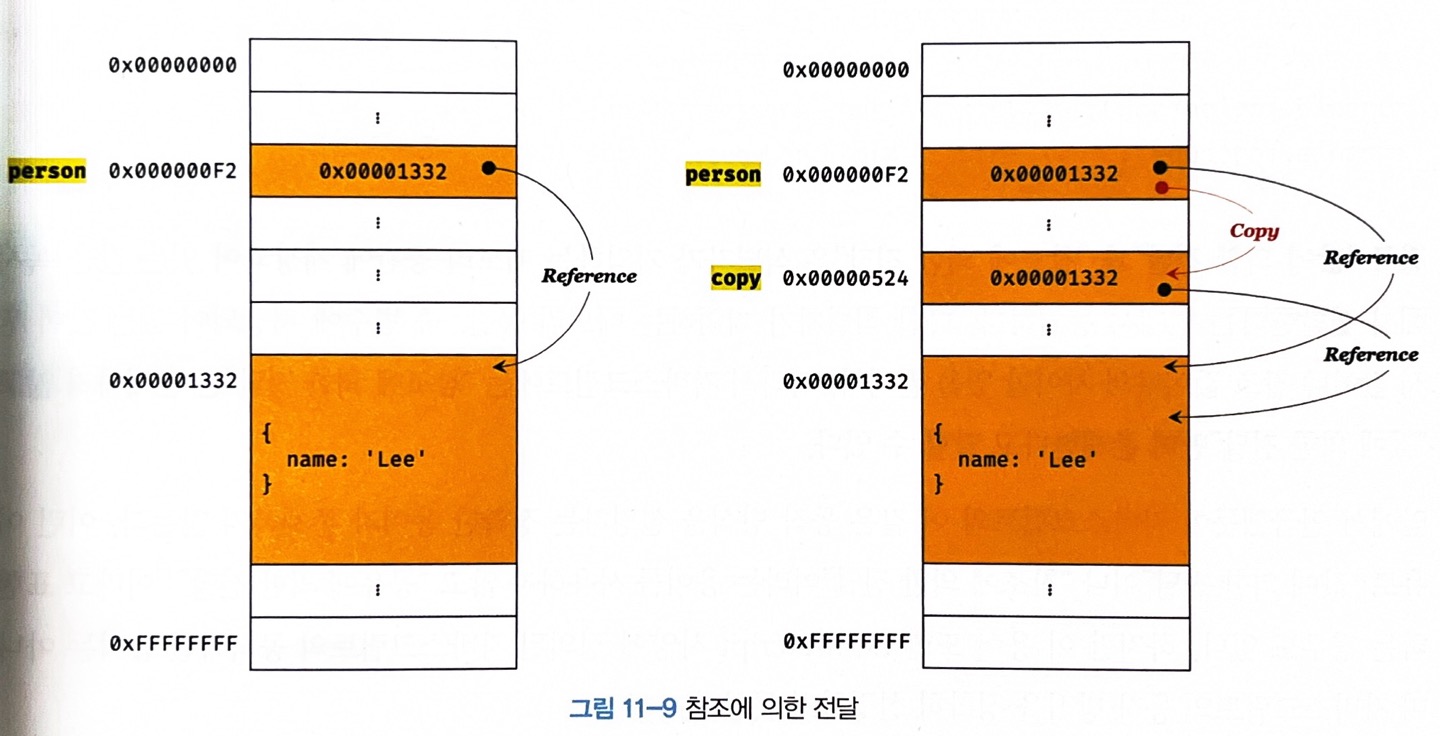 0x00000000
⋮
person 0x000000F2 0x00001332
⋮
⋮
Reference
⋮
0x00001332
{
name: 'Lee'
}
⋮
0xFFFFFFFF
0x00000000
⋮
person 0x000000F2 0x00001332
⋮
Copy
Reference
copy 0x00000524 0x00001332
⋮
Reference
0x00001332
{
name: 'Lee'
}
⋮
0xFFFFFFFF
그림 11-9 참조에 의한 전달